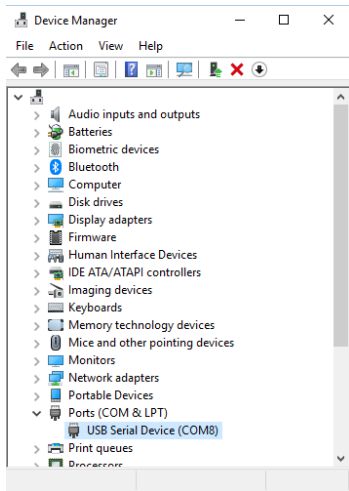 Device Manager
File Action View Help
Audio inputs and outputs
Batteries
Biometric devices
Bluetooth
Computer
Disk drives
Display adapters
Firmware
Human Interface Devices
IDE ATA/ATAPI controllers
Imaging devices
Keyboards
Memory technology devices
Mice and other pointing devices
Monitors
Network adapters
Portable Devices
Ports (COM & LPT)
USB Serial Device (COM8)
Print queues
Processors